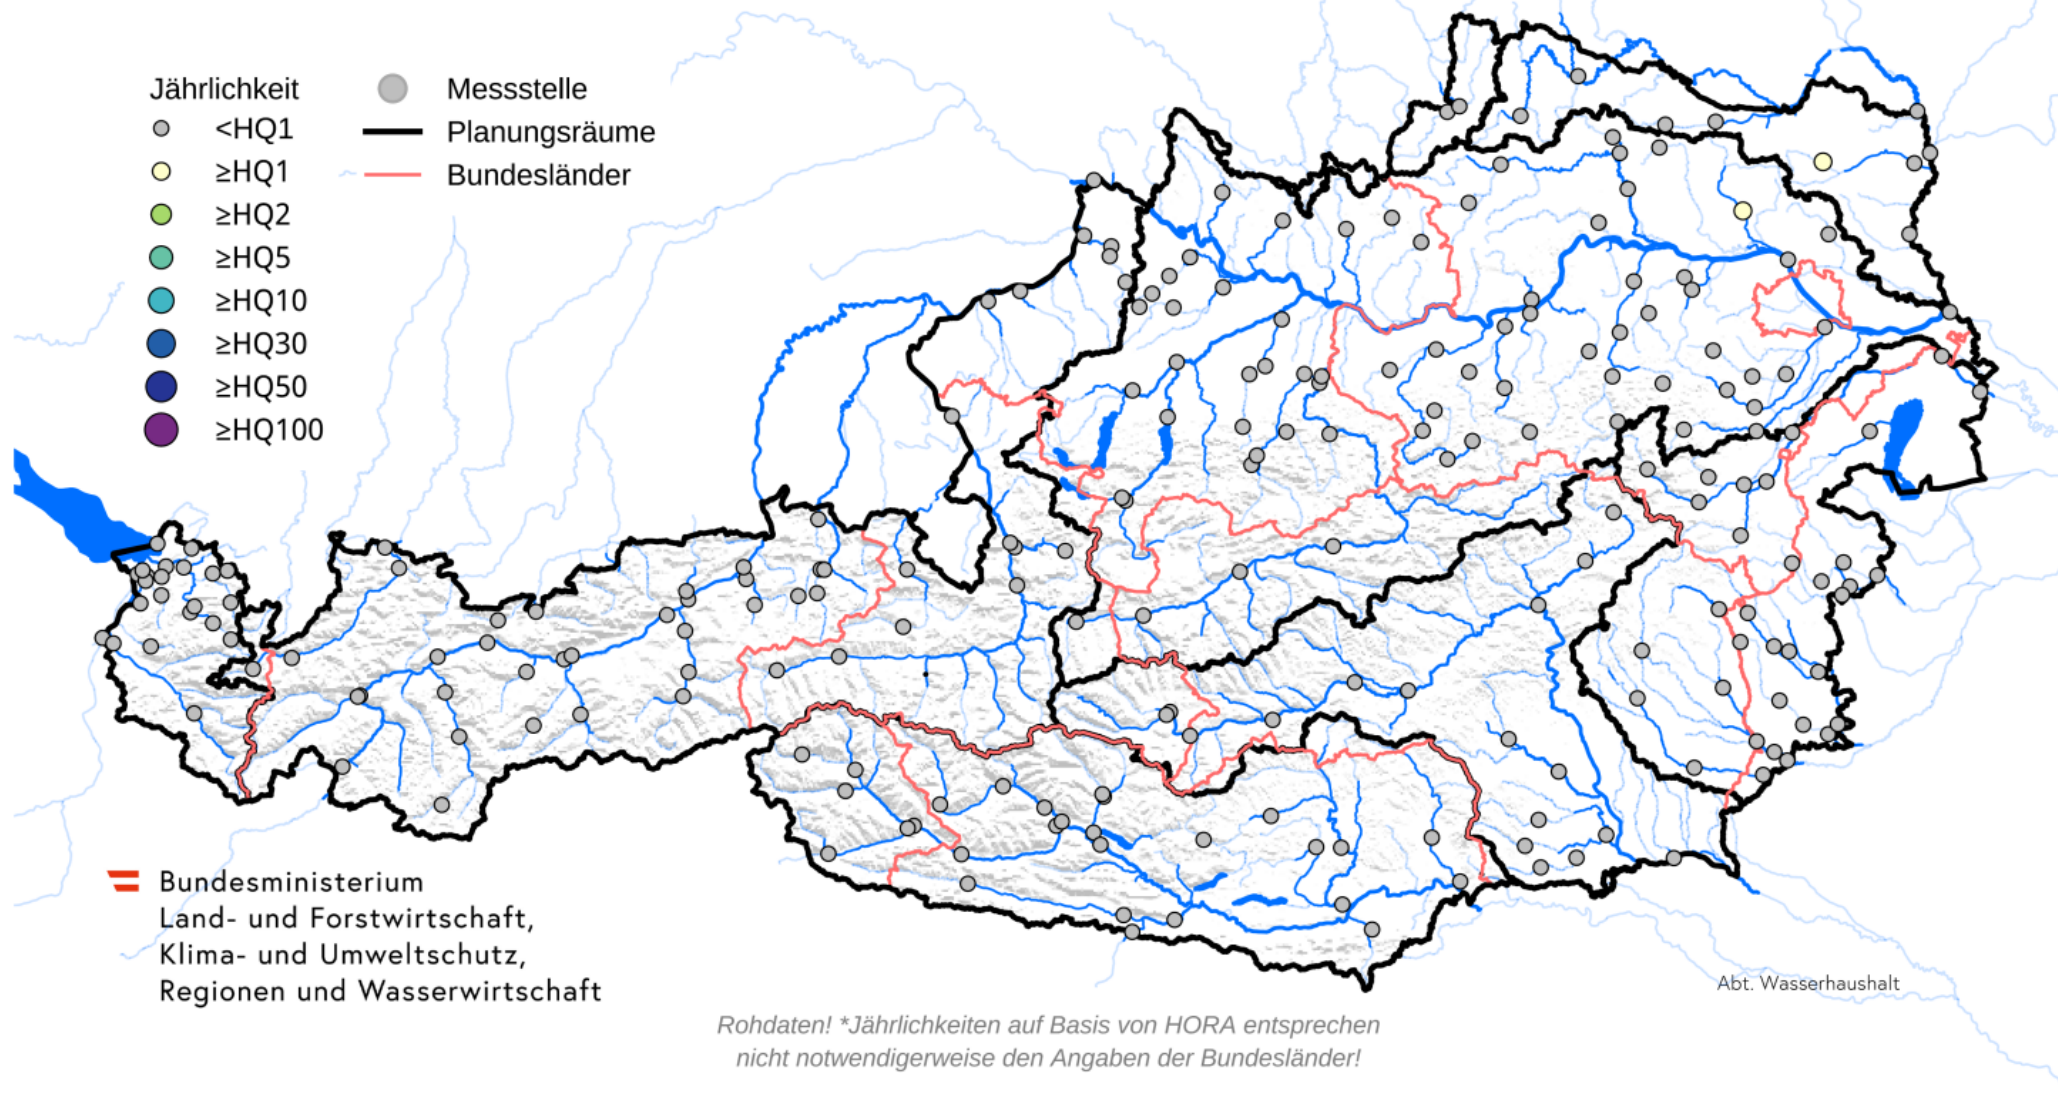 Jährlichkeit
<HQ1
≥HQ1
≥HQ2
≥HQ5
≥HQ10
≥HQ30
≥HQ50
≥HQ100
Messstelle
Planungsräume
Bundesländer
Bundesministerium
Land- und Forstwirtschaft,
Klima- und Umweltschutz,
Regionen und Wasserwirtschaft
Abt. Wasserhaushalt
Rohdaten! *Jährlichkeiten auf Basis von HORA entsprechen
nicht notwendigerweise den Angaben der Bundesländer!